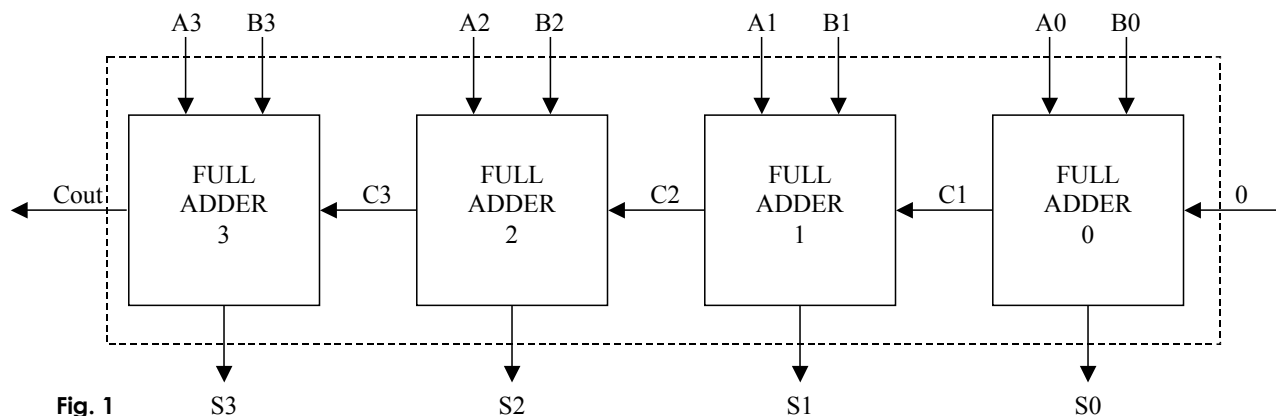 A3 B3 A2 B2 A1 B1 A0 B0
FULL ADDER 3
FULL ADDER 2
FULL ADDER 1
FULL ADDER 0
Cout C3 C2 C1 0
Fig. 1 S3 S2 S1 S0